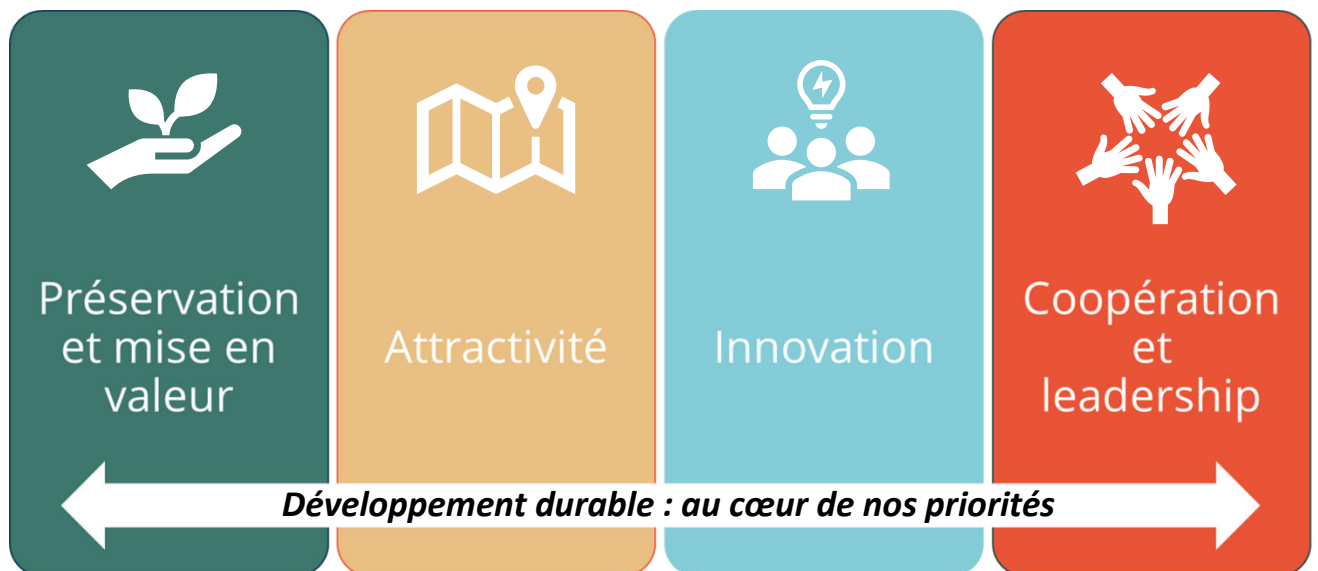 Préservation
et mise en
valeur
Attractivité
Innovation
Coopération
et
leadership
Développement durable : au cœur de nos priorités